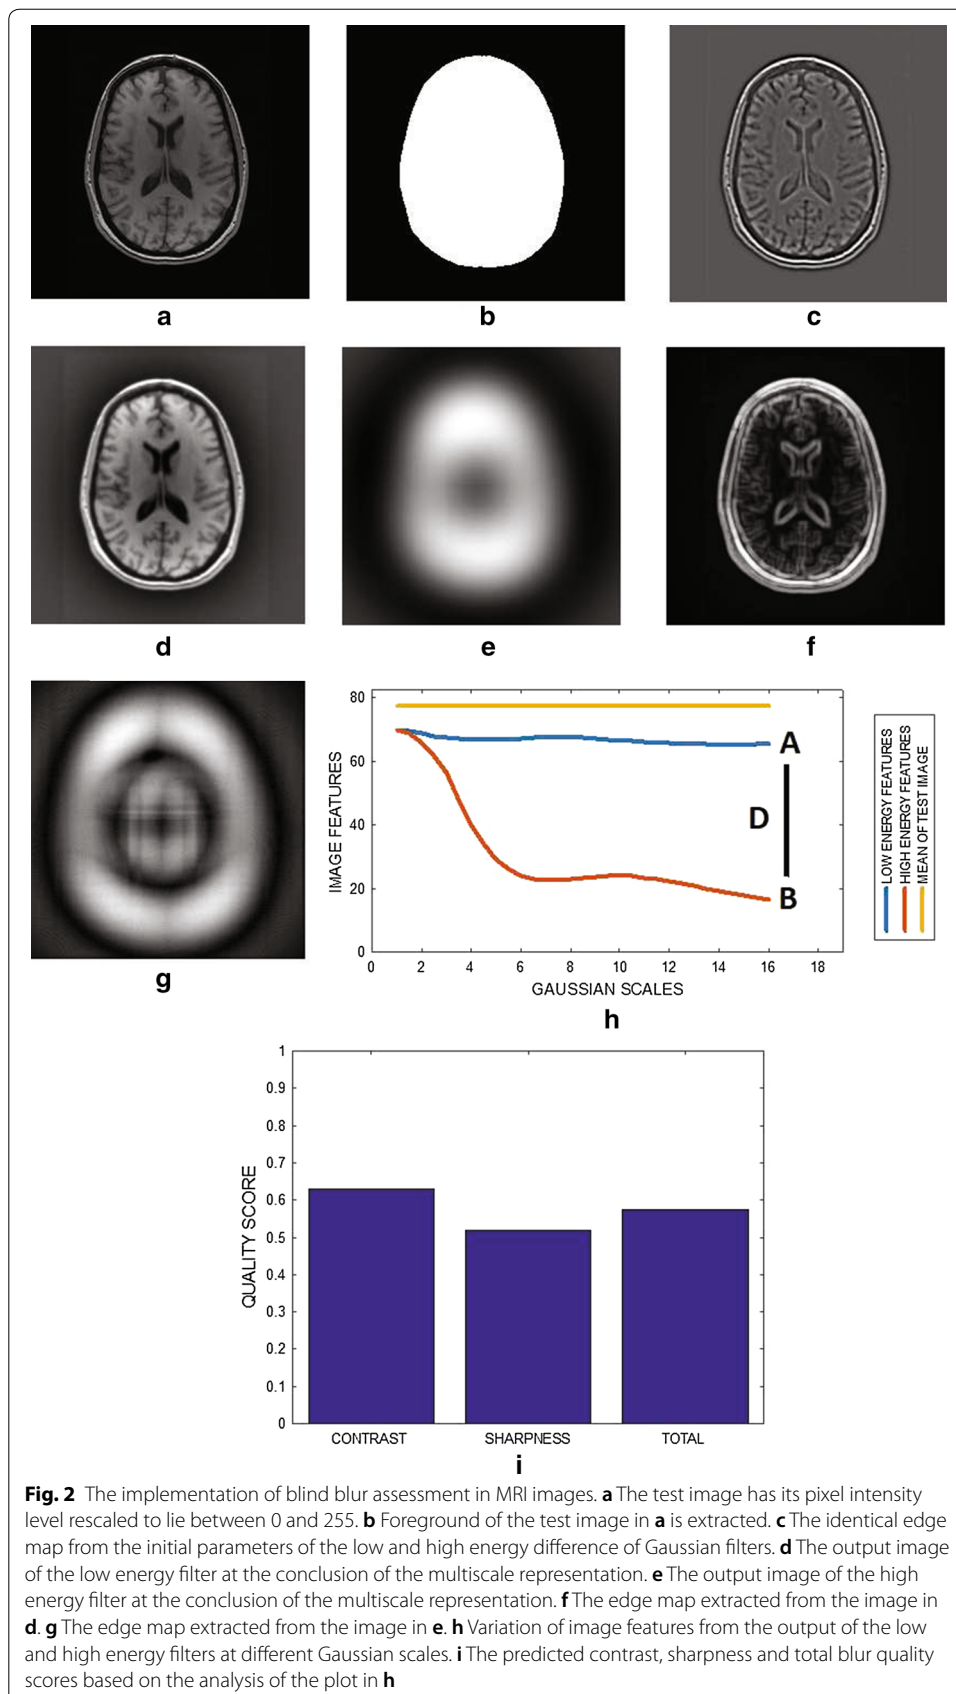 a
b
c
d
e
f
g
80
60
40
20
0
IMAGE FEATURES
A
D
B
0 2 4 6 8 10 12 14 16 18
GAUSSIAN SCALES
LOW ENERGY FEATURES
HIGH ENERGY FEATURES
MEAN OF TEST IMAGE
h
1
0.9
0.8
0.7
0.6
0.5
0.4
0.3
0.2
0.1
0
QUALITY SCORE
CONTRAST SHARPNESS TOTAL
i
Fig. 2 The implementation of blind blur assessment in MRI images. a The test image has its pixel intensity
level rescaled to lie between 0 and 255. b Foreground of the test image in a is extracted. c The identical edge
map from the initial parameters of the low and high energy difference of Gaussian filters. d The output image
of the low energy filter at the conclusion of the multiscale representation. e The output image of the high
energy filter at the conclusion of the multiscale representation. f The edge map extracted from the image in
d. g The edge map extracted from the image in e. h Variation of image features from the output of the low
and high energy filters at different Gaussian scales. i The predicted contrast, sharpness and total blur quality
scores based on the analysis of the plot in h